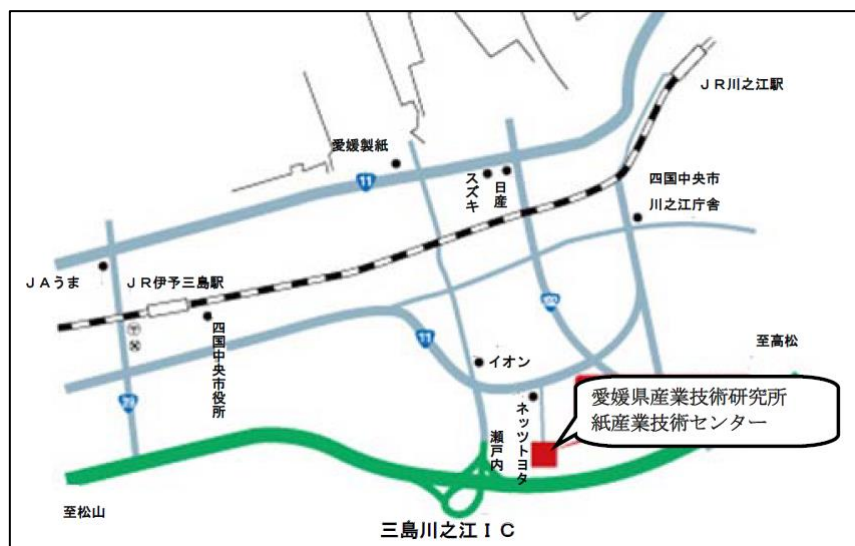 ＪＲ川之江駅
愛媛製紙
11
スズキ
日産
四国中央市
川之江庁舎
ＪＡうま
ＪＲ伊予三島駅
四国中央市役所
11
イオン
至高松
愛媛県産業技術研究所
紙産業技術センター
ネッツトヨタ
瀬戸内
至松山
三島川之江ＩＣ